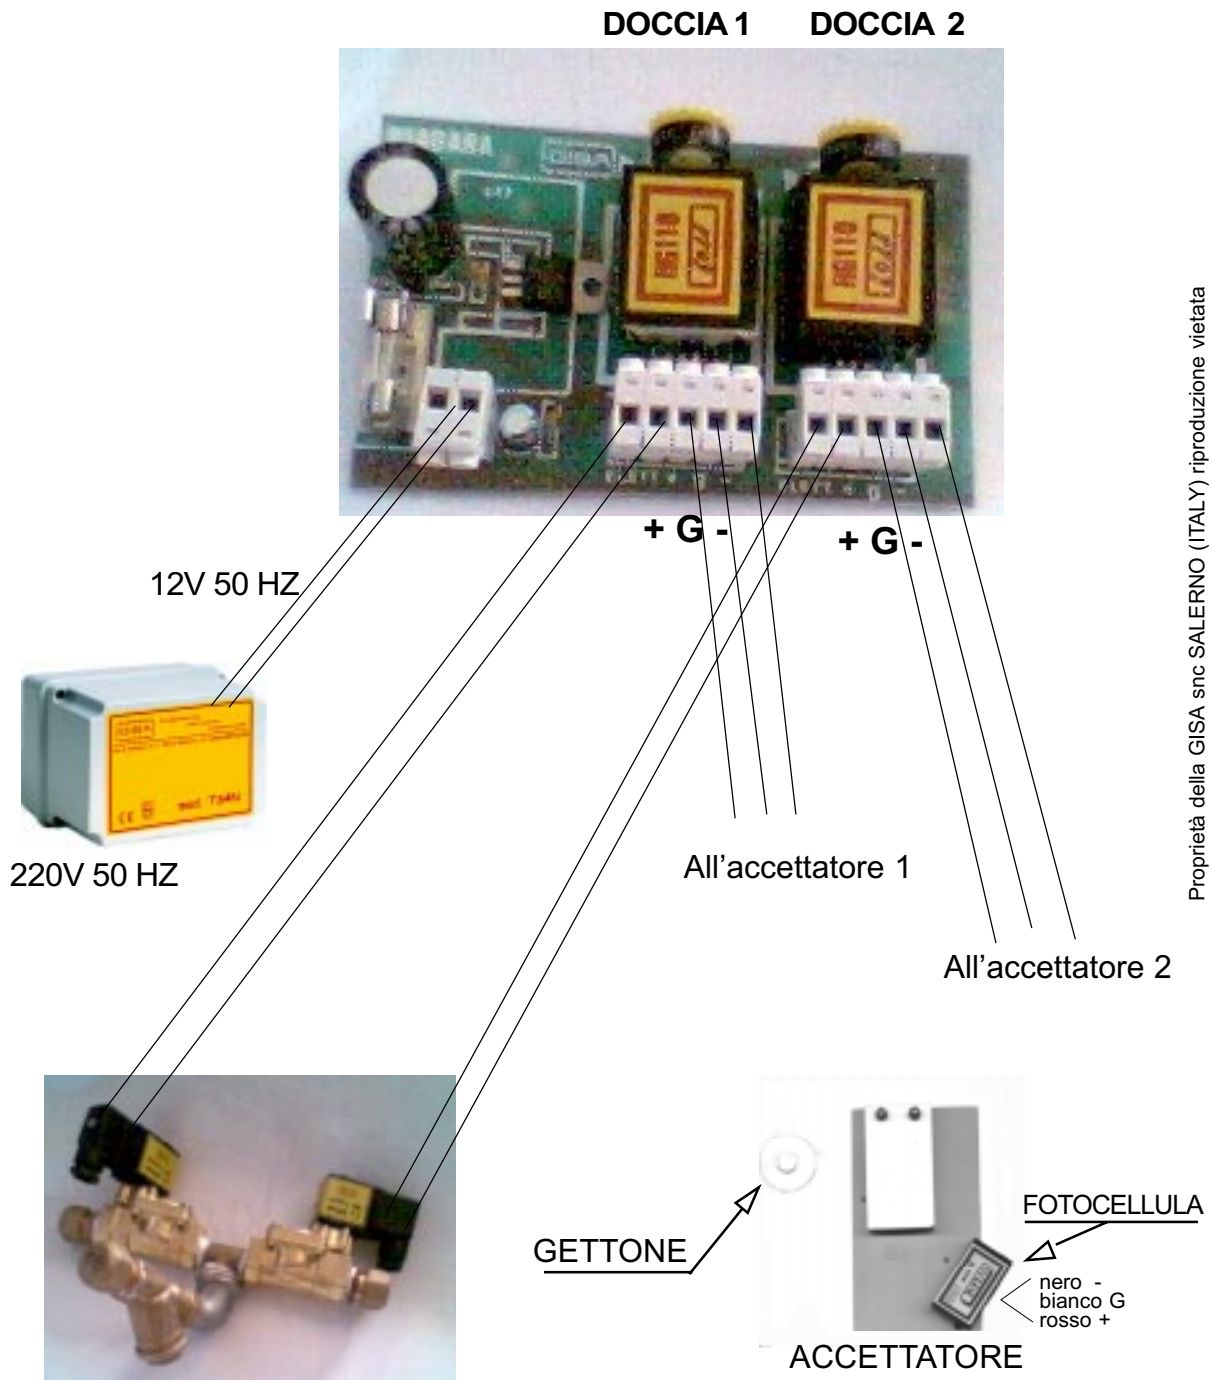 DOCCIA 1 DOCCIA 2
+ G -
+ G -
12V 50 HZ
220V 50 HZ
All'accettatore 1
All'accettatore 2
Proprietà della GISA snc SALERNO (ITALY) riproduzione vietata
GETTONE
FOTOCELLULA
nero -
bianco G
rosso +
ACCETTATORE